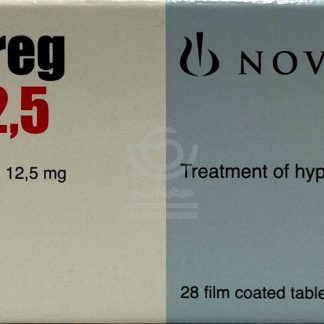 reg
2,5
12,5 mg
NOV
Treatment of hyp
28 film coated table